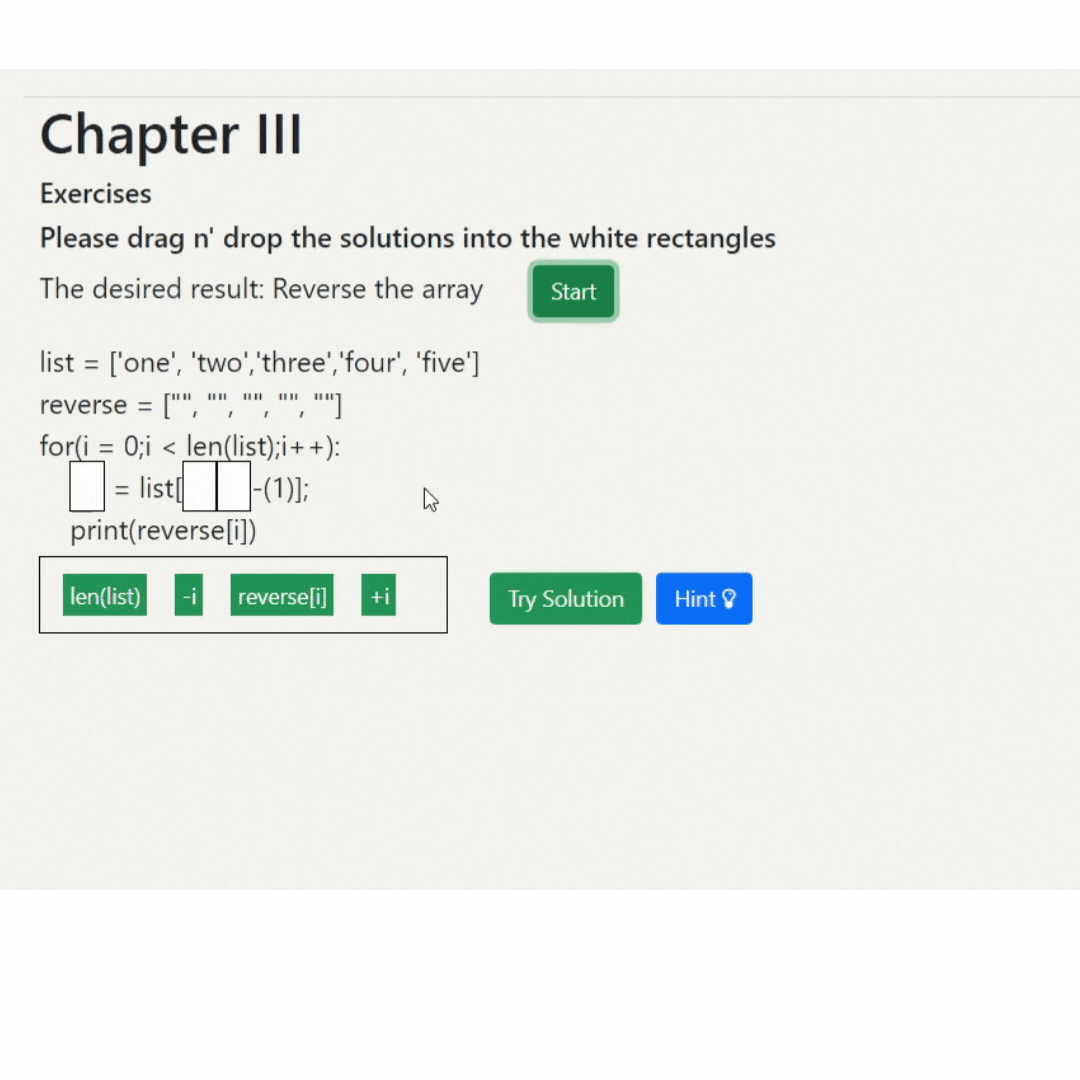 Chapter III
Exercises
Please drag n' drop the solutions into the white rectangles
The desired result: Reverse the array
Start
list = ['one', 'two','three','four', 'five']
reverse = ["", "", "", "", ""]
for(i = 0;i < len(list);i++):
= list[ -(1)];
print(reverse[i])
len(list) -i reverse[i] +i
Try Solution
Hint